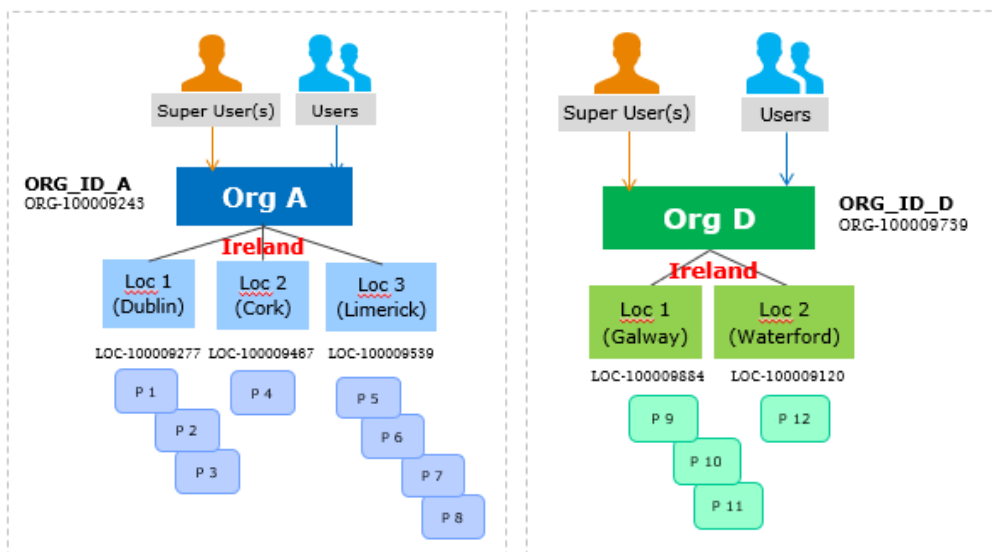 Super User(s)
Users
ORG_ID_A
ORG-100009243
Org A
Ireland
Loc 1
(Dublin)
Loc 2
(Cork)
Loc 3
(Limerick)
LOC-100009277
LOC-100009467
LOC-100009539
P 1
P 2
P 3
P 4
P 5
P 6
P 7
P 8
Super User(s)
Users
Org D
ORG_ID_D
ORG-100009739
Ireland
Loc 1
(Galway)
Loc 2
(Waterford)
LOC-100009884
LOC-100009120
P 9
P 10
P 11
P 12